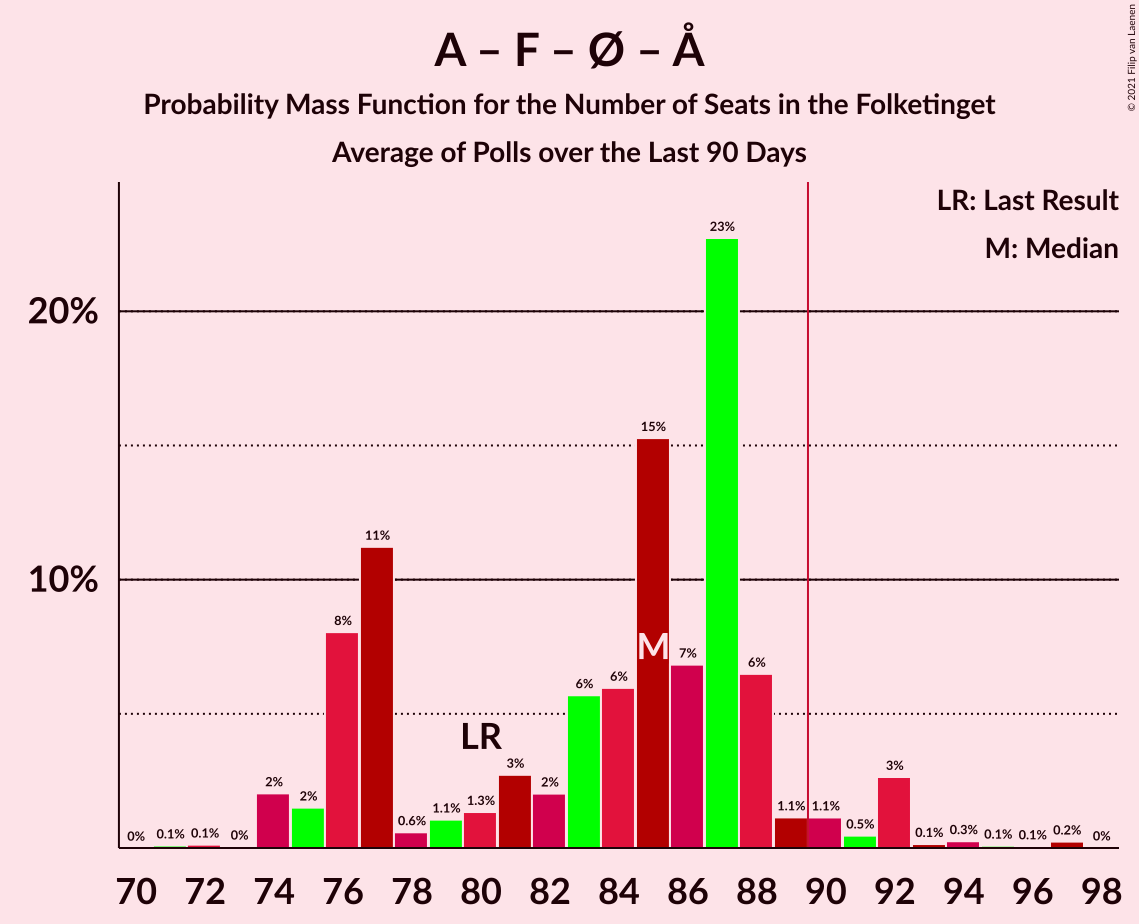 A – F – Ø – Å
Probability Mass Function for the Number of Seats in the Folketinget
Average of Polls over the Last 90 Days
© 2021 Filip van Laenen
LR: Last Result
M: Median
20%
10%
0% 0.1% 0.1% 0% 2% 2% 8% 11% 0.6% 1.1% 1.3% 3% 2% 6% 6% 15% 7% 23% 6% 1.1% 1.1% 0.5% 3% 0.1% 0.3% 0.1% 0.1% 0.2% 0%
LR
M
70 72 74 76 78 80 82 84 86 88 90 92 94 96 98